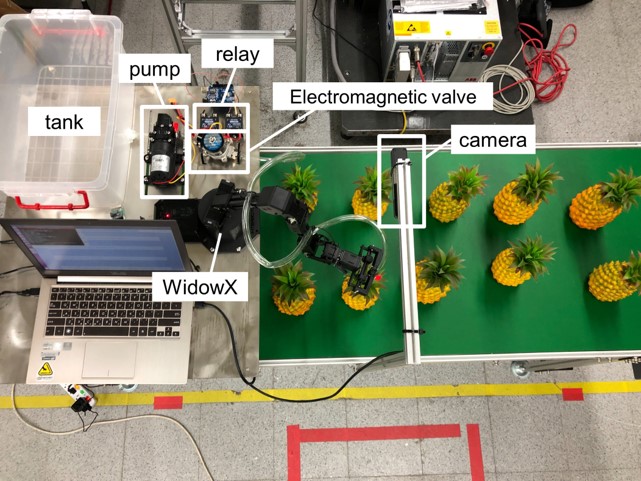 relay
pump
Electromagnetic valve
tank
camera
WidowX